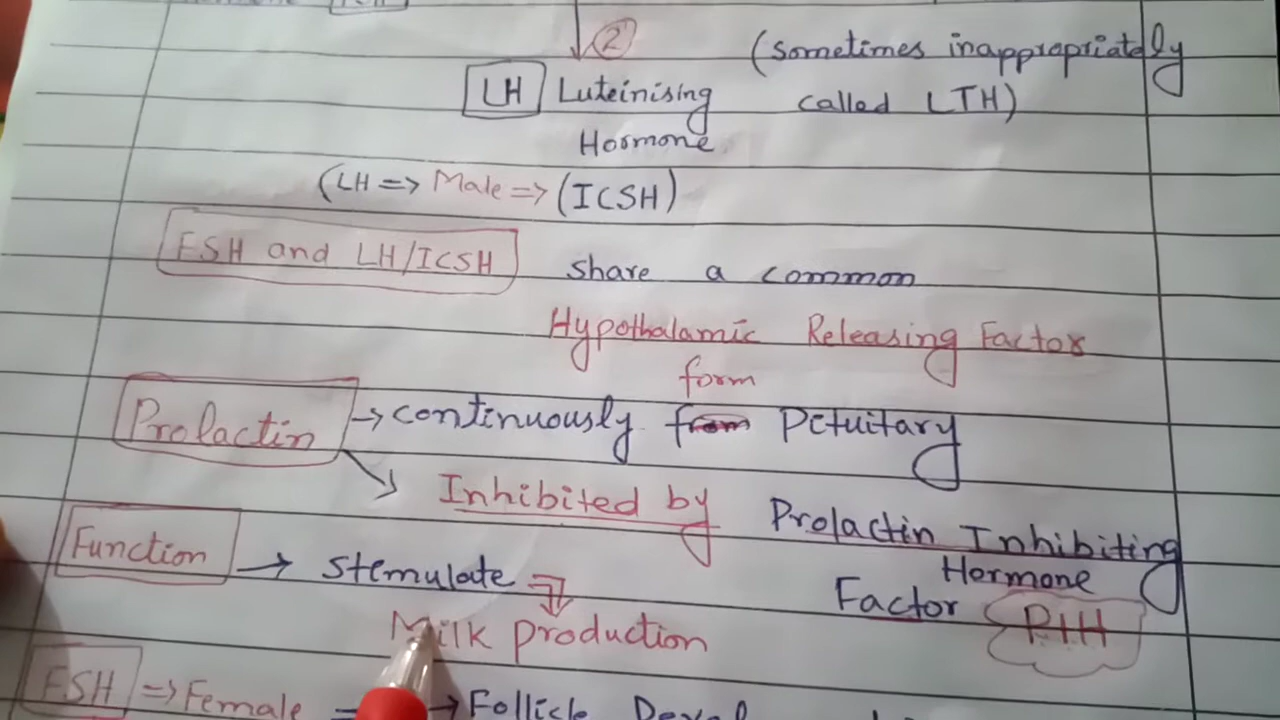 ②
(Sometimes inappropriately
LH Luteinising called LTH)
Hormone
(LH => Male => (ICSH)
FSH and LH/ICSH share a common
Hypothalamic Releasing Factor
form
Prolactin → continuously from Pctuitary
Inhibited by Prolactin Inhibiting
Hormone
Function → Stemulate Factor PIH
Milk production
FSH => Female → Follicle